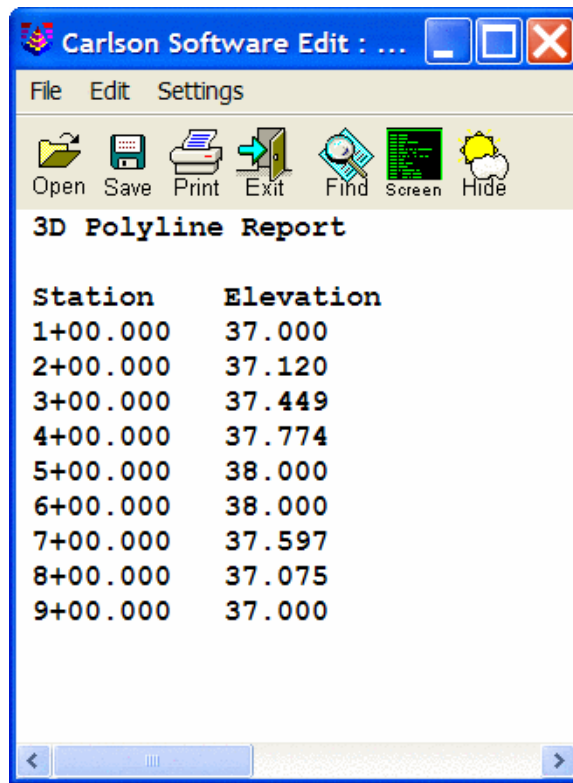 Carlson Software Edit : ...
File Edit Settings
Open Save Print Exit Find Screen Hide
3D Polyline Report
Station Elevation
1+00.000 37.000
2+00.000 37.120
3+00.000 37.449
4+00.000 37.774
5+00.000 38.000
6+00.000 38.000
7+00.000 37.597
8+00.000 37.075
9+00.000 37.000